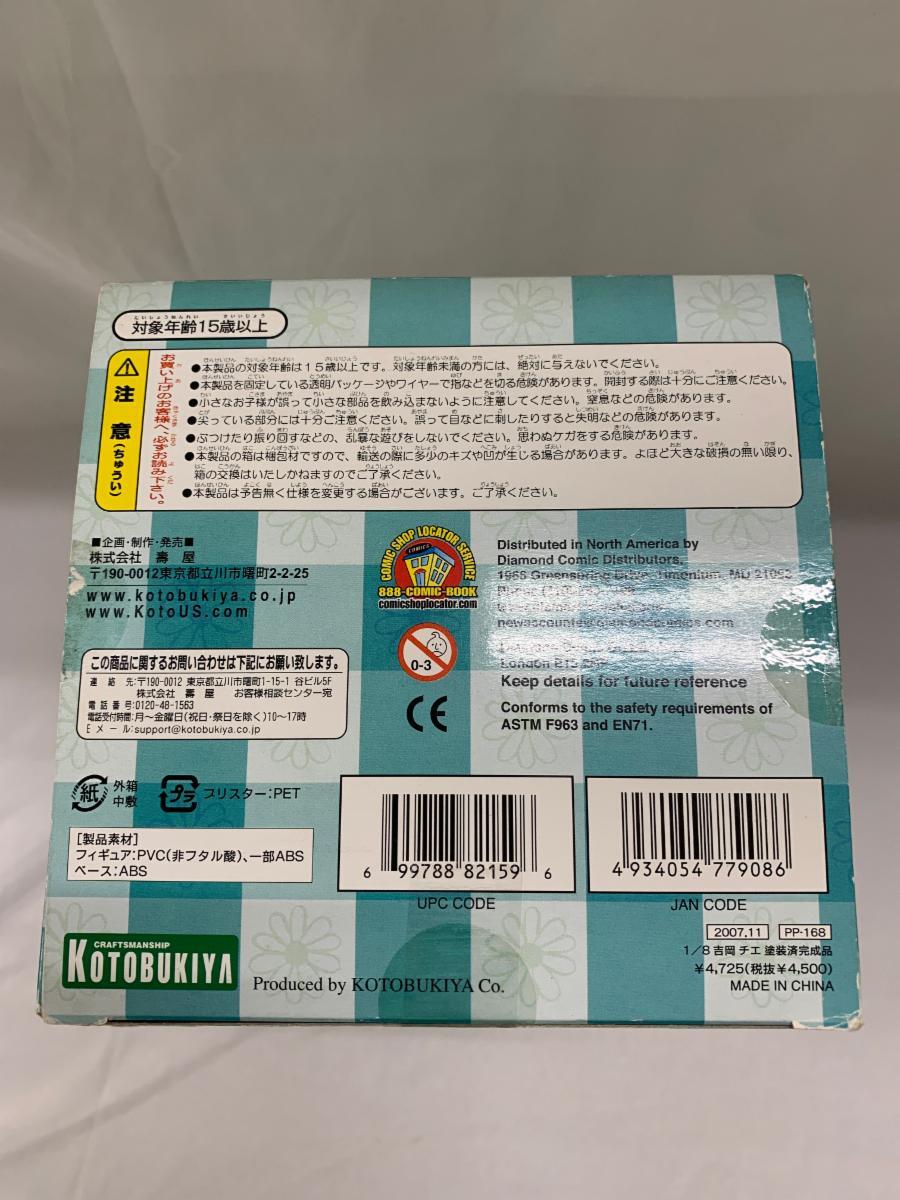 対象年齢15歳以上
注意(ちゅうい)
お買い上げのお客様へ、必ずお読み下さい。
●本製品の対象年齢は15歳以上です。対象年齢未満の方には、絶対に与えないでください。
●本製品を固定している透明パッケージやワイヤーで指などを切る危険があります。開封する際は十分にご注意ください。
●小さなお子様が誤って小さな部品を飲み込まないように注意してください。窒息などの危険があります。
●尖っている部分には十分ご注意ください。誤って目などに刺したりすると失明などの危険があります。
●ぶつけたり振り回すなどの、乱暴な遊びをしないでください。思わぬケガをする危険があります。
●本製品の箱は梱包材ですので、輸送の際に多少のキズや凹が生じる場合があります。よほど大きな破損の無い限り、
箱の交換はいたしかねますのでご了承ください。
●本製品は予告無く仕様を変更する場合がございます。ご了承ください。
■企画・制作・発売■
株式会社 壽 屋
〒190-0012東京都立川市曙町2-2-25
www.kotobukiya.co.jp
www.KotoUS.com
この商品に関するお問い合わせは下記にお願い致します。
連絡先:〒190-0012 東京都立川市曙町1-15-1 谷ビル5F
株式会社 壽屋 お客様相談センター宛
電話番号:0120-48-1563
電話受付時間:月〜金曜日(祝日・祭日を除く)10〜17時
Eメール:support@kotobukiya.co.jp
COMIC SHOP LOCATOR SERVICE
COMICS
888-COMIC-BOOK
comicshoplocator.com
0-3
CE
Distributed in North America by
Diamond Comic Distributors,
1966 Greenspring Drive, Timonium, MD 21093
Keep details for future reference
Conforms to the safety requirements of
ASTM F963 and EN71.
紙 外箱
中敷
プラ ブリスター:PET
[製品素材]
フィギュア:PVC(非フタル酸)、一部ABS
ベース:ABS
6 99788 82159 6
UPC CODE
4 934054 779086
JAN CODE
2007.11 PP-168
1/8 吉岡 チエ 塗装済完成品
¥4,725(税抜¥4,500)
MADE IN CHINA
CRAFTSMANSHIP
KOTOBUKIYA
Produced by KOTOBUKIYA Co.